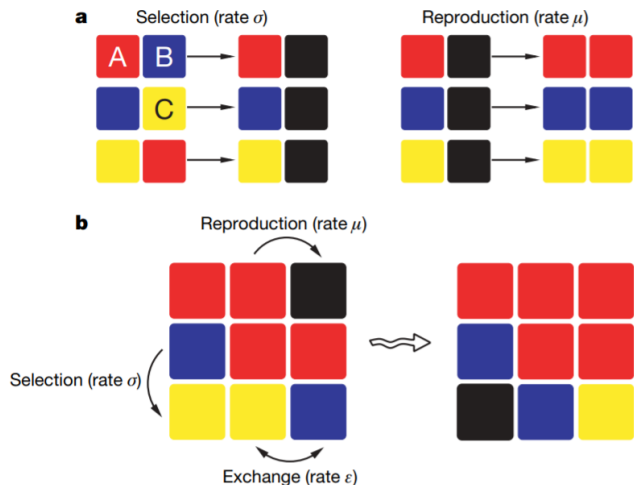 a
Selection (rate σ)
Reproduction (rate μ)
A B
C
b
Reproduction (rate μ)
Selection (rate σ)
Exchange (rate ε)